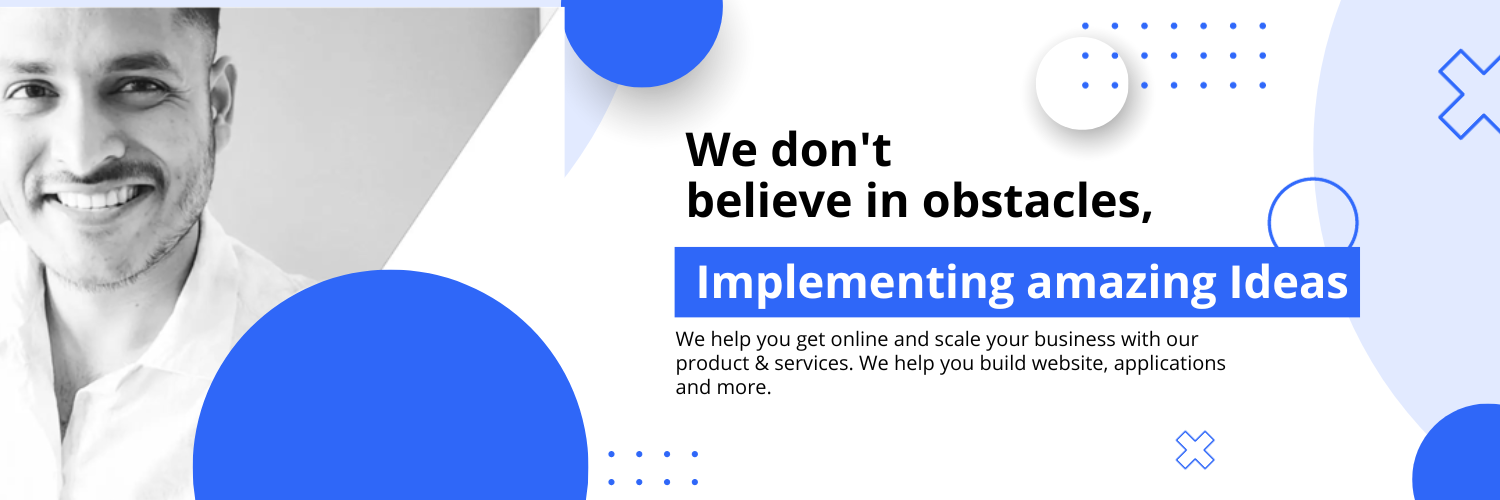 We don't
believe in obstacles,
Implementing amazing Ideas
We help you get online and scale your business with our
product & services. We help you build website, applications
and more.